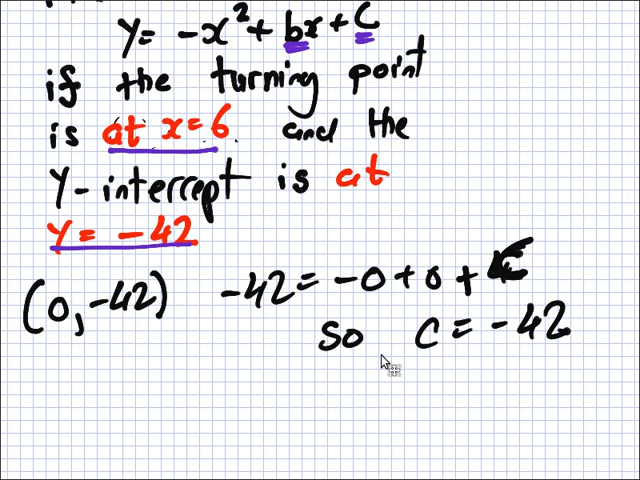 y = -x² + bx + c
if the turning point
is at x = 6 and the
y-intercept is at
y = -42
(0, -42) -42 = -0 + 0 + c
so c = -42